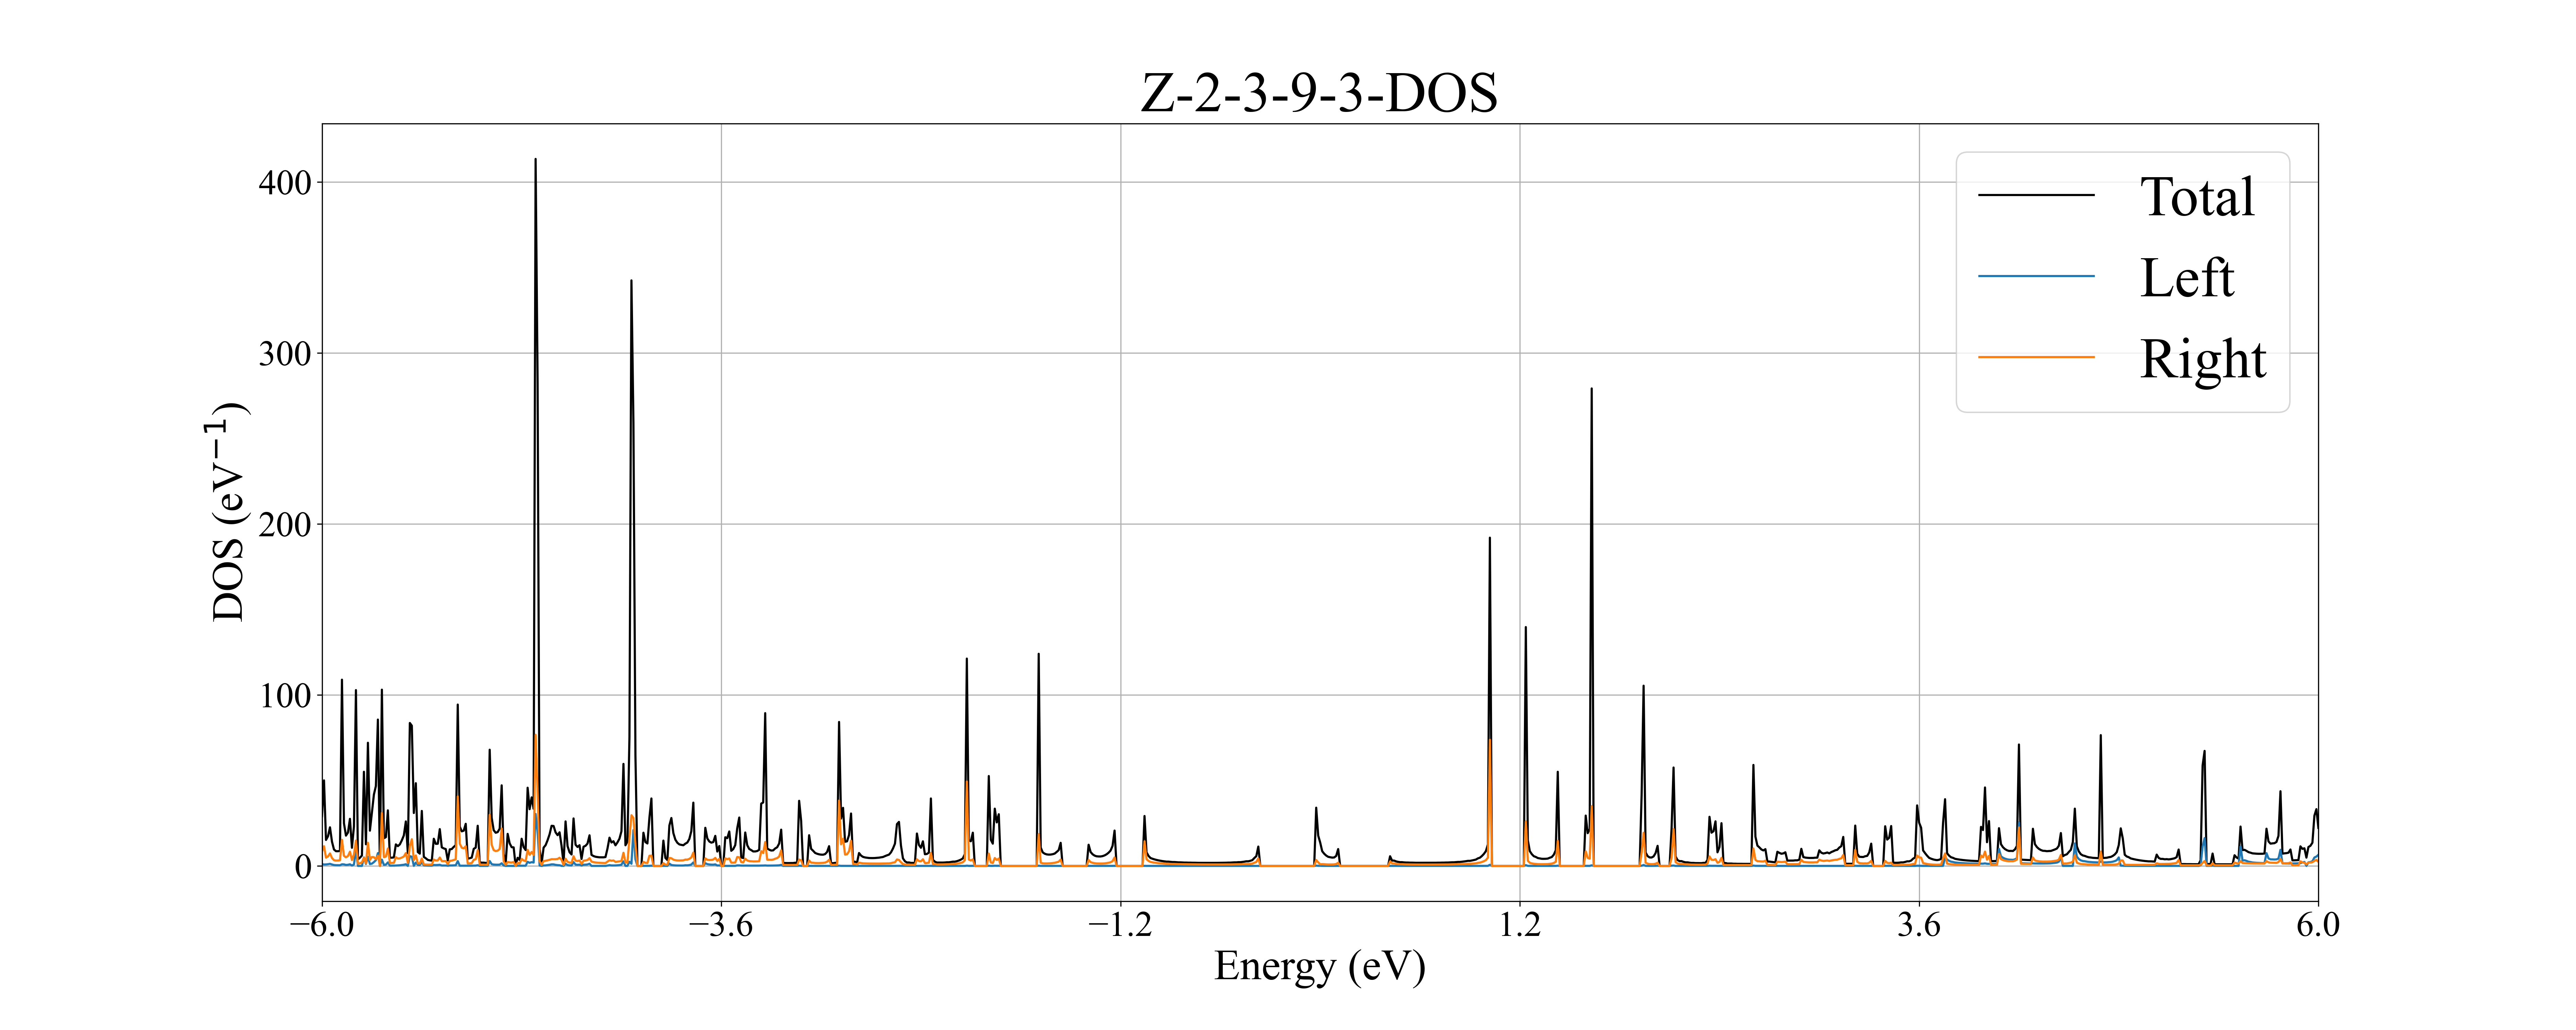 Z-2-3-9-3-DOS
400
300
200
100
0
DOS (eV⁻¹)
Total
Left
Right
−6.0 −3.6 −1.2 1.2 3.6 6.0
Energy (eV)